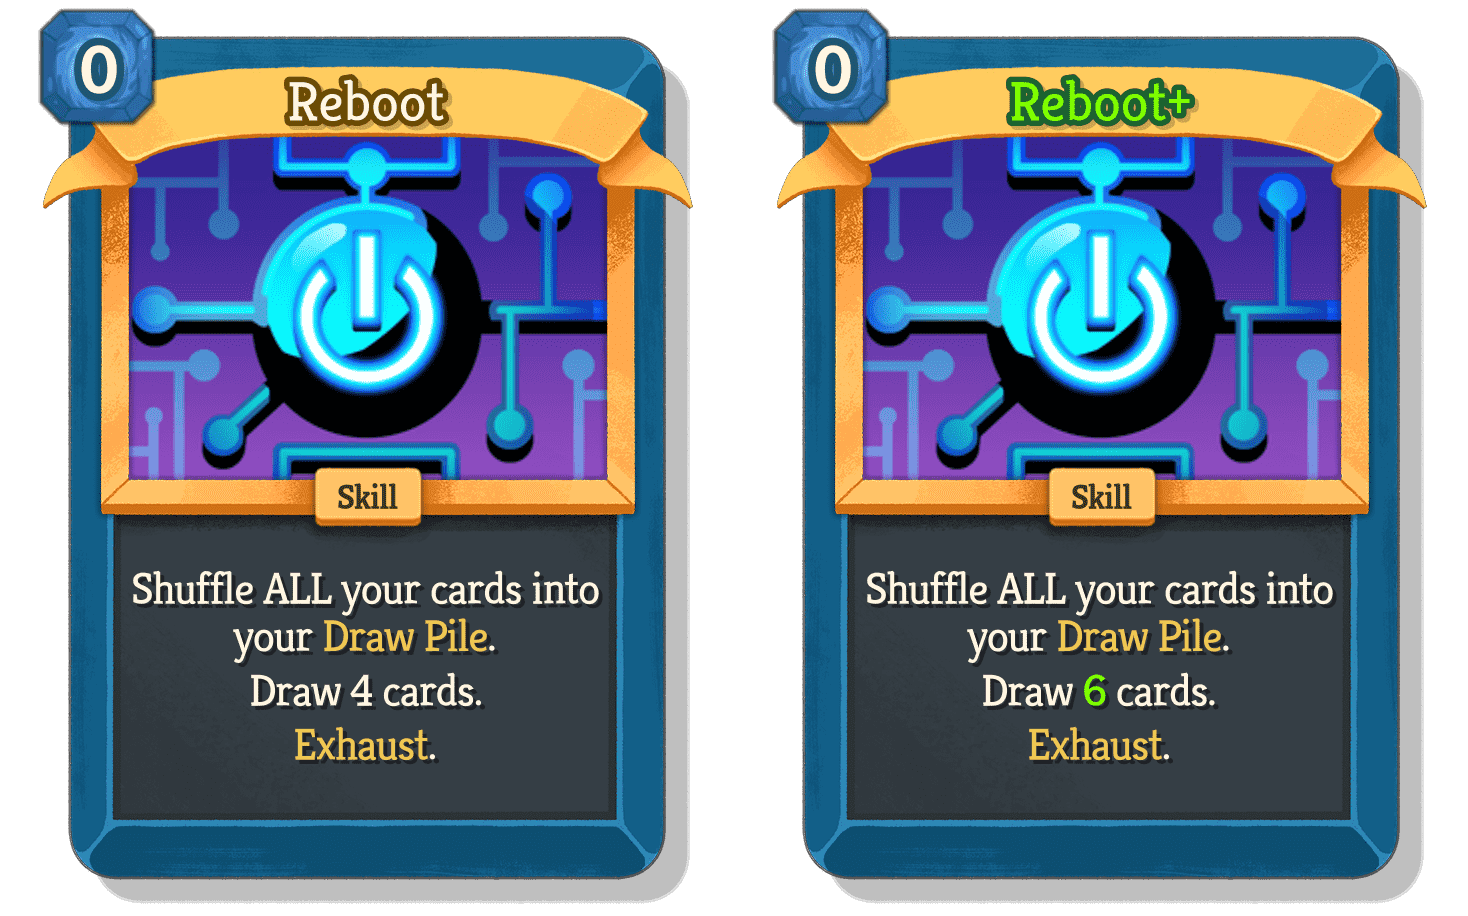 0
Reboot
Skill
Shuffle ALL your cards into
your Draw Pile.
Draw 4 cards.
Exhaust.
0
Reboot+
Skill
Shuffle ALL your cards into
your Draw Pile.
Draw 6 cards.
Exhaust.